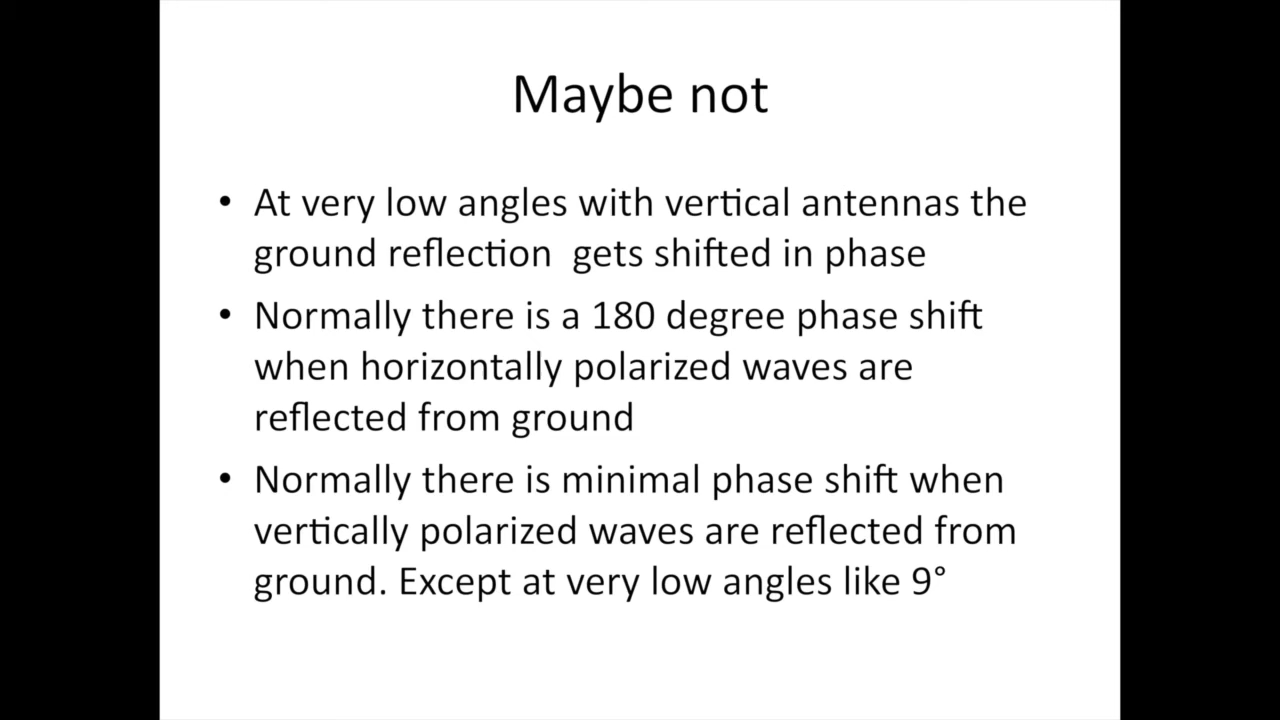 Maybe not
• At very low angles with vertical antennas the
ground reflection  gets shifted in phase
• Normally there is a 180 degree phase shift
when horizontally polarized waves are
reflected from ground
• Normally there is minimal phase shift when
vertically polarized waves are reflected from
ground. Except at very low angles like 9°